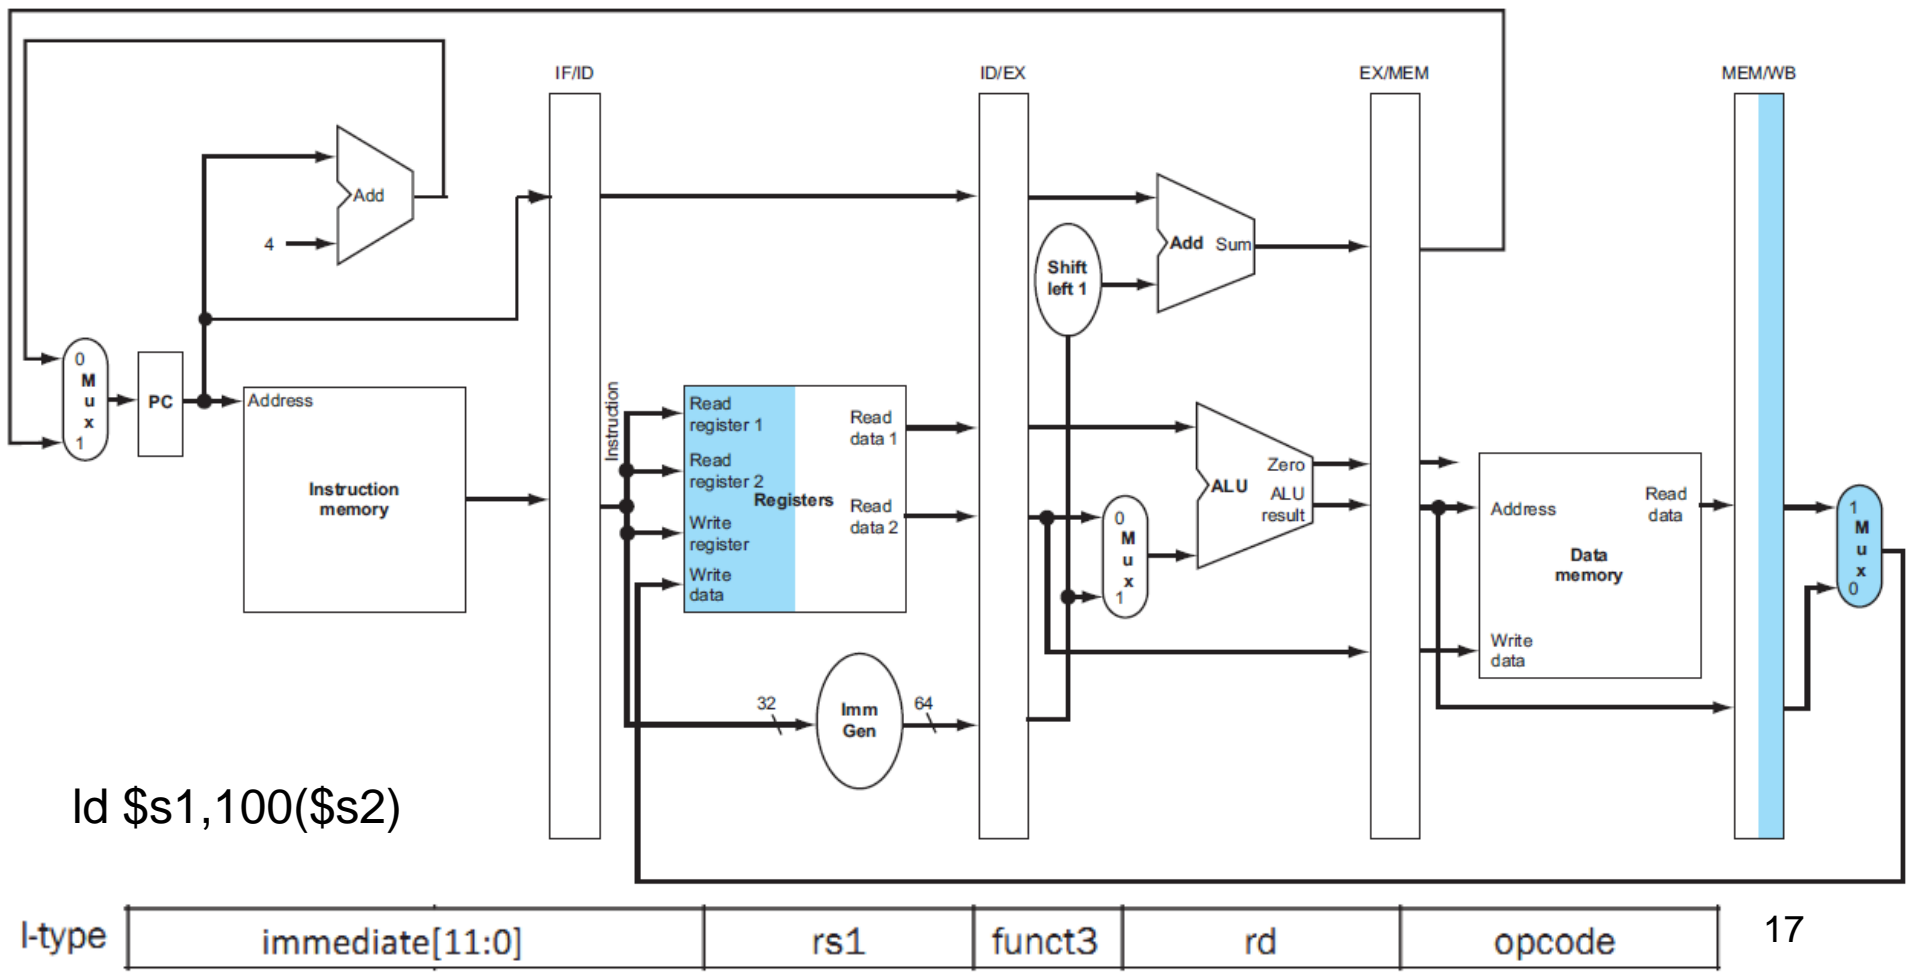 IF/ID
ID/EX
EX/MEM
MEM/WB
Add
4
Add Sum
Shift
left 1
0
M
u
x
1
PC
Address
Instruction
memory
Instruction
Read
register 1
Read
register 2
Registers
Write
register
Write
data
Read
data 1
Read
data 2
0
M
u
x
1
Zero
ALU
ALU
result
Address
Read
data
Data
memory
Write
data
1
M
u
x
0
32
Imm
Gen
64
ld $s1,100($s2)
I-type immediate[11:0] rs1 funct3 rd opcode
17